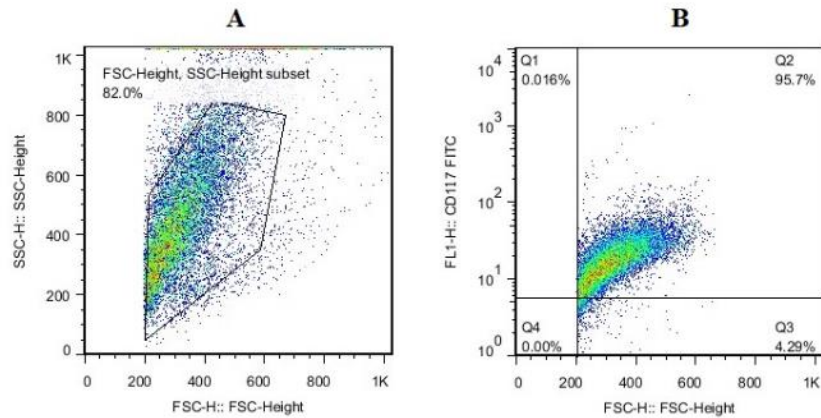 A
1K
800
600
400
200
0
SSC-H:: SSC-Height
FSC-Height, SSC-Height subset
82.0%
0 200 400 600 800 1K
FSC-H:: FSC-Height
B
10^4
10^3
10^2
10^1
10^0
FL1-H:: CD117 FITC
Q1
0.016%
Q2
95.7%
Q4
0.00%
Q3
4.29%
0 200 400 600 800 1K
FSC-H:: FSC-Height